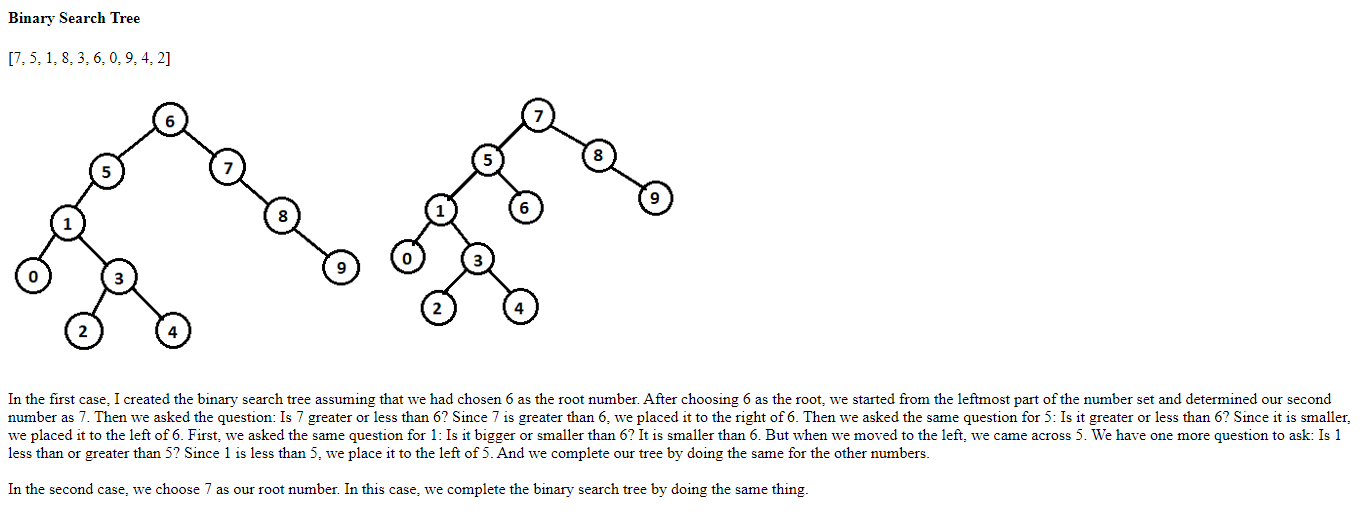 Binary Search Tree
[7, 5, 1, 8, 3, 6, 0, 9, 4, 2]
6
5
7
1
8
0
3
9
2
4
7
5
8
1
6
9
0
3
2
4
In the first case, I created the binary search tree assuming that we had chosen 6 as the root number. After choosing 6 as the root, we started from the leftmost part of the number set and determined our second
number as 7. Then we asked the question: Is 7 greater or less than 6? Since 7 is greater than 6, we placed it to the right of 6. Then we asked the same question for 5: Is it greater or less than 6? Since it is smaller,
we placed it to the left of 6. First, we asked the same question for 1: Is it bigger or smaller than 6? It is smaller than 6. But when we moved to the left, we came across 5. We have one more question to ask: Is 1
less than or greater than 5? Since 1 is less than 5, we place it to the left of 5. And we complete our tree by doing the same for the other numbers.
In the second case, we choose 7 as our root number. In this case, we complete the binary search tree by doing the same thing.